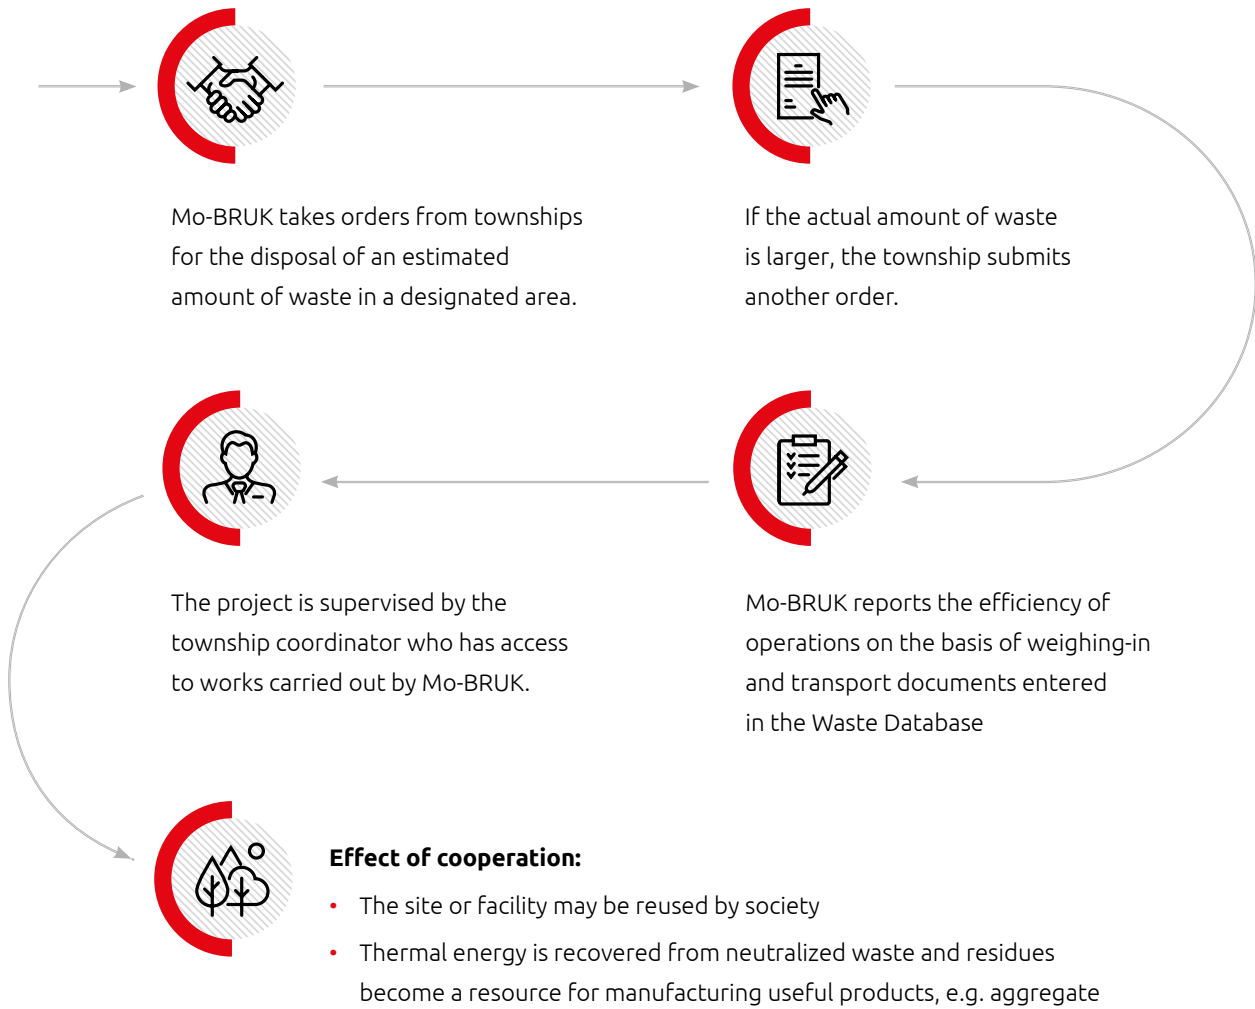 Mo-BRUK takes orders from townships
for the disposal of an estimated
amount of waste in a designated area.
If the actual amount of waste
is larger, the township submits
another order.
Mo-BRUK reports the efficiency of
operations on the basis of weighing-in
and transport documents entered
in the Waste Database
The project is supervised by the
township coordinator who has access
to works carried out by Mo-BRUK.
Effect of cooperation:
• The site or facility may be reused by society
• Thermal energy is recovered from neutralized waste and residues
become a resource for manufacturing useful products, e.g. aggregate